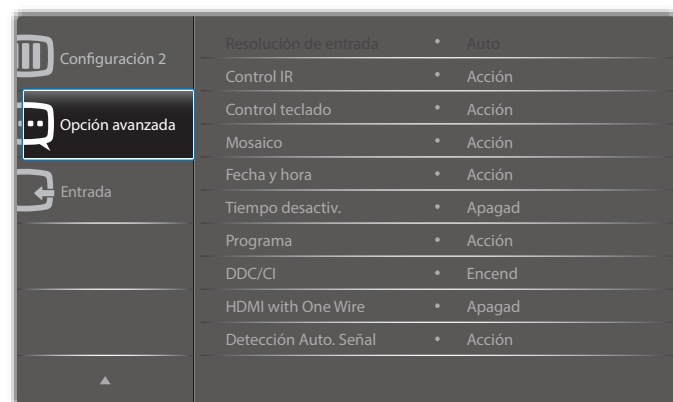 Configuración 2
Opción avanzada
Entrada
Resolución de entrada • Auto
Control IR • Acción
Control teclado • Acción
Mosaico • Acción
Fecha y hora • Acción
Tiempo desactiv. • Apagad
Programa • Acción
DDC/CI • Encend
HDMI with One Wire • Apagad
Detección Auto. Señal • Acción